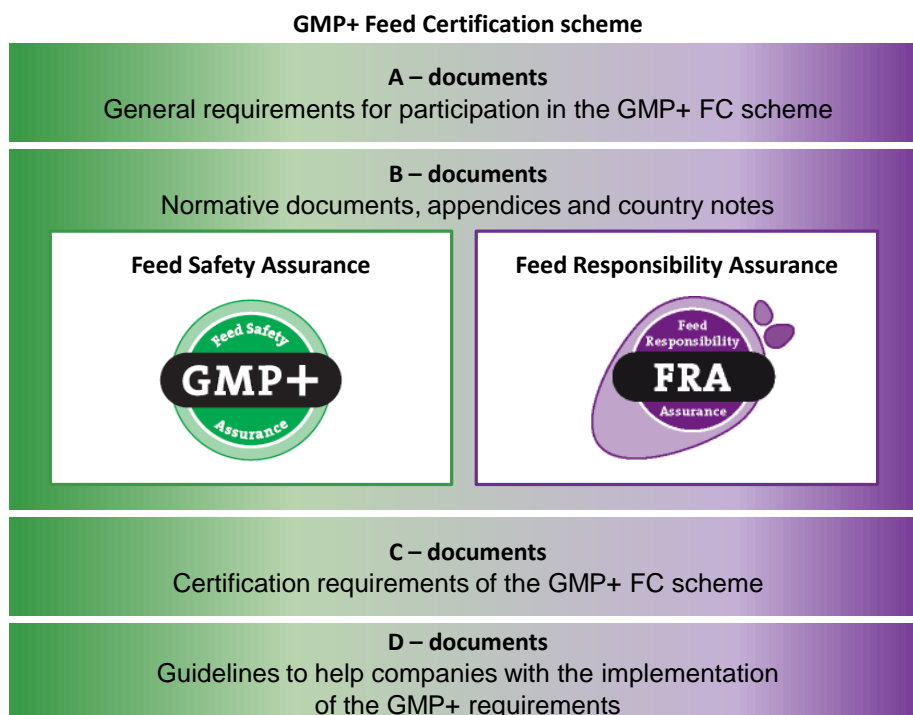 GMP+ Feed Certification scheme
A – documents
General requirements for participation in the GMP+ FC scheme
B – documents
Normative documents, appendices and country notes
Feed Safety Assurance
Feed Safety
GMP+
Assurance
Feed Responsibility Assurance
Feed
Responsibility
FRA
Assurance
C – documents
Certification requirements of the GMP+ FC scheme
D – documents
Guidelines to help companies with the implementation
of the GMP+ requirements